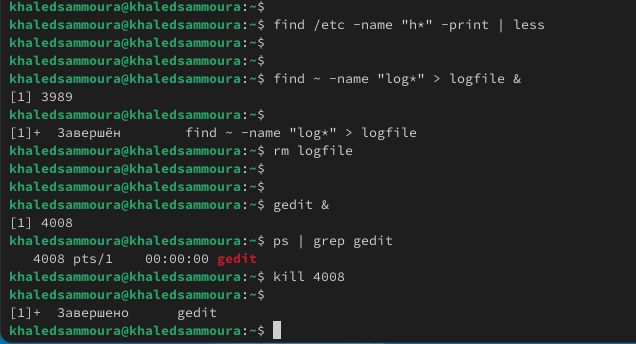 khaledsammoura@khaledsammoura:~$
khaledsammoura@khaledsammoura:~$ find /etc -name "h*" -print | less
khaledsammoura@khaledsammoura:~$
khaledsammoura@khaledsammoura:~$
khaledsammoura@khaledsammoura:~$ find ~ -name "log*" > logfile &
[1] 3989
khaledsammoura@khaledsammoura:~$
[1]+  Завершён        find ~ -name "log*" > logfile
khaledsammoura@khaledsammoura:~$ rm logfile
khaledsammoura@khaledsammoura:~$
khaledsammoura@khaledsammoura:~$
khaledsammoura@khaledsammoura:~$ gedit &
[1] 4008
khaledsammoura@khaledsammoura:~$ ps | grep gedit
   4008 pts/1    00:00:00 gedit
khaledsammoura@khaledsammoura:~$ kill 4008
khaledsammoura@khaledsammoura:~$
[1]+  Завершено      gedit
khaledsammoura@khaledsammoura:~$